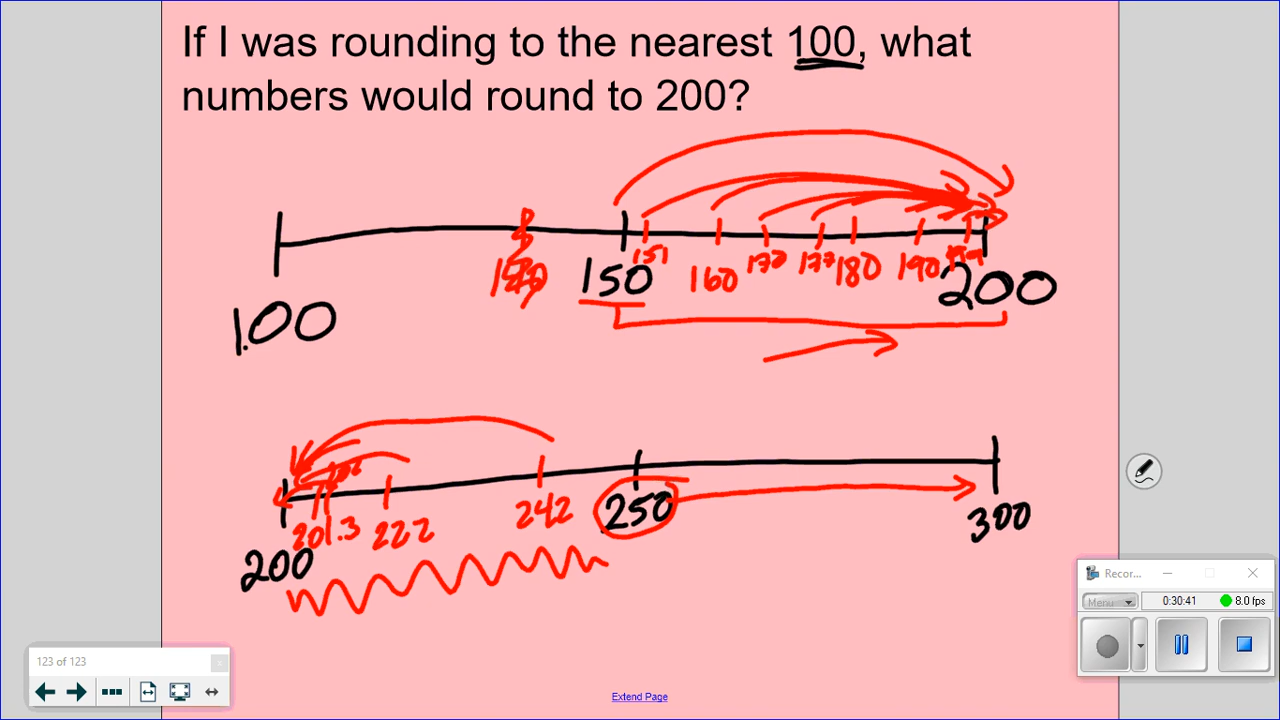 If I was rounding to the nearest 100, what
numbers would round to 200?
151
150
160
170
177
180
190
200
100
242
201.3
222
250
300
200
Recor...
Menu
0:30:41
8.0 fps
123 of 123
Extend Page